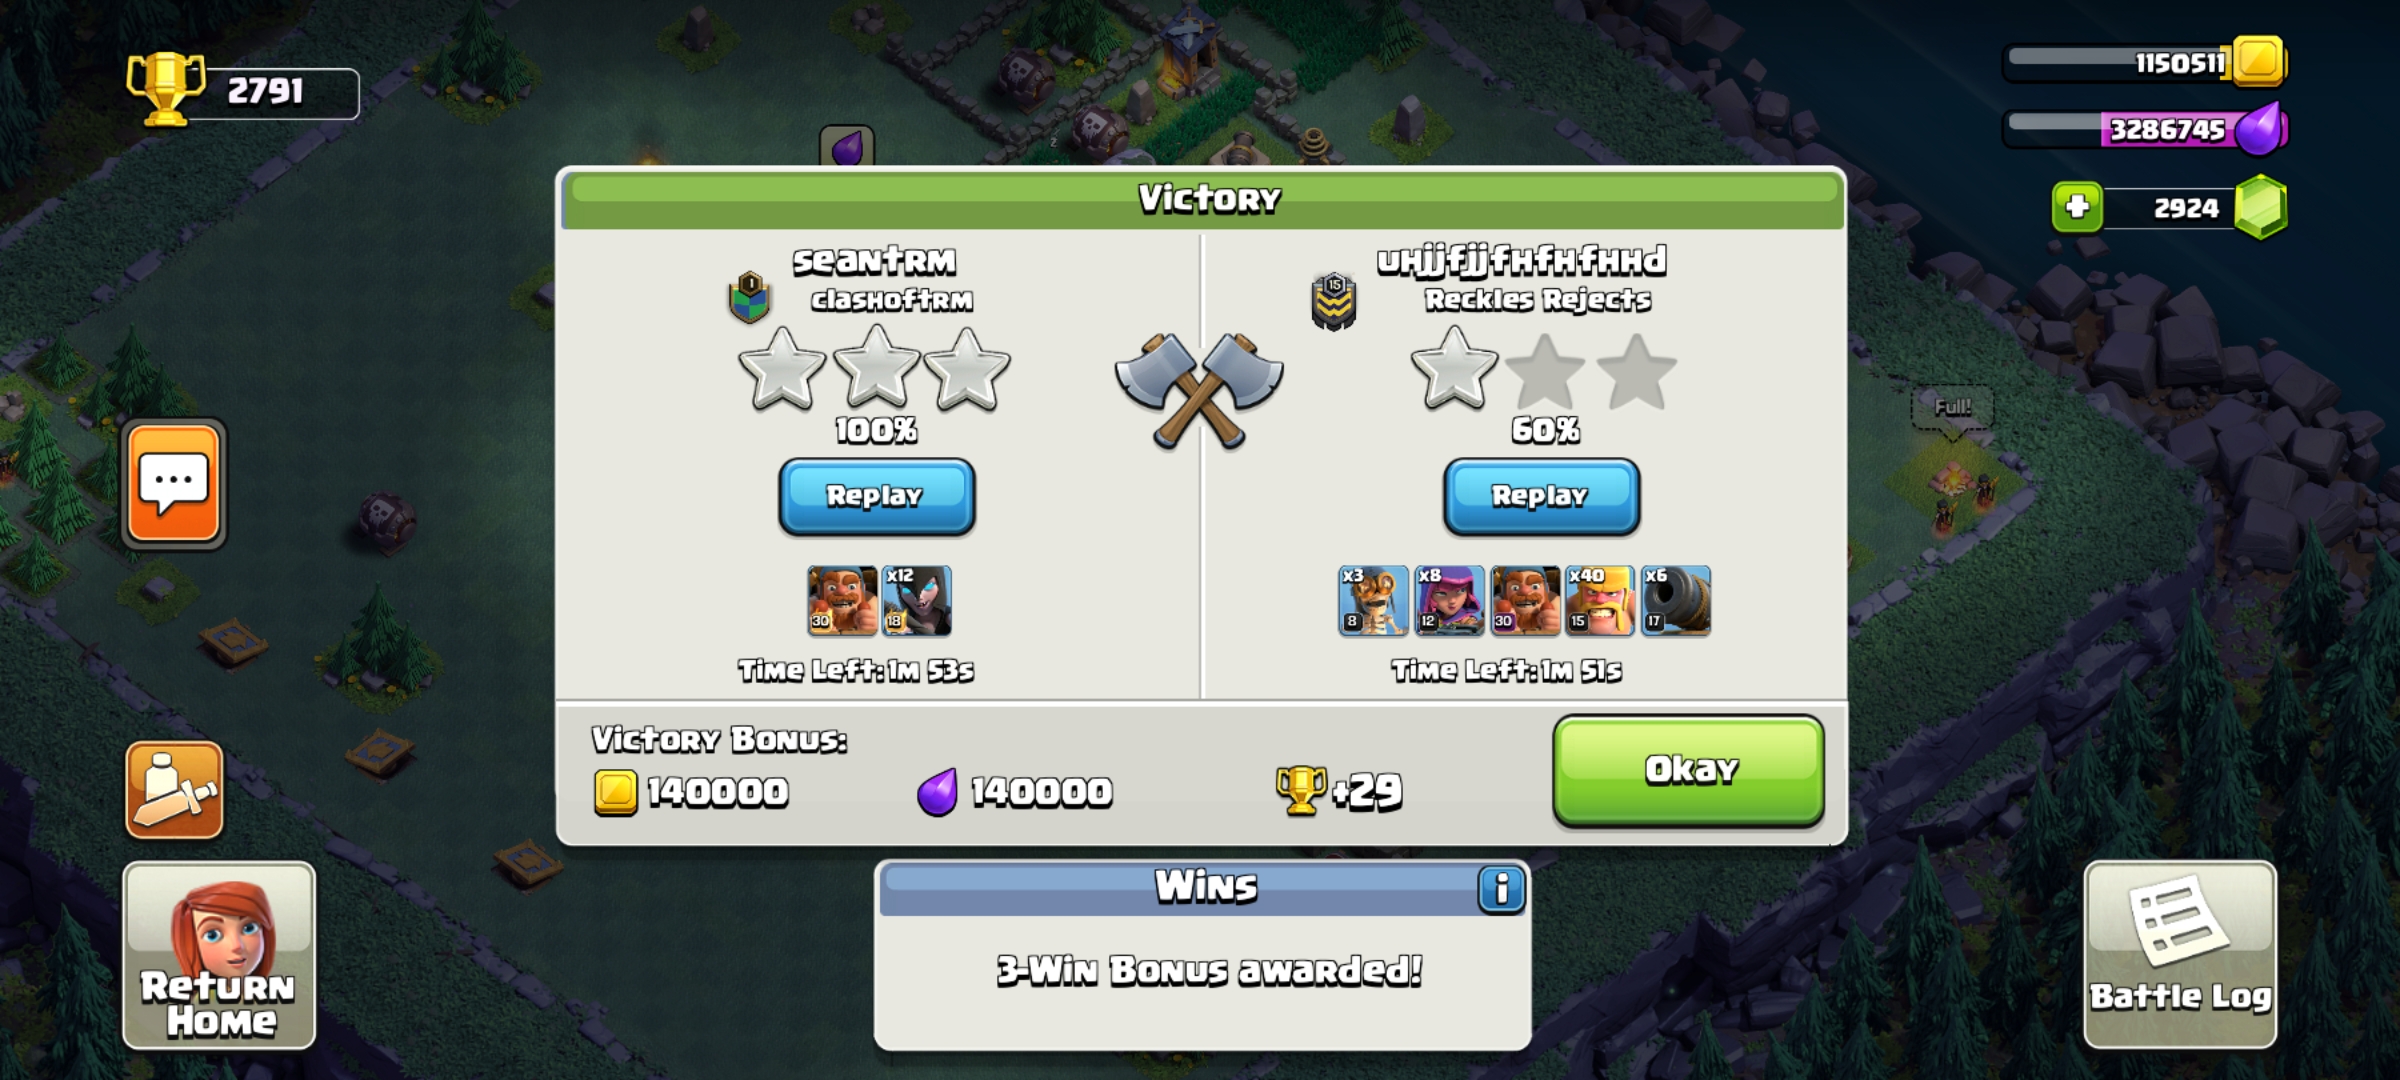 2791
1150511
3286745
2924
Victory
seantRM
clashoftRM
1
100%
Replay
30
x12
18
Time Left: 1m 53s
uHjjfjjfHfHfHHd
Reckles Rejects
15
60%
Replay
x3
8
x8
12
30
x40
15
x6
17
Time Left: 1m 51s
Full!
Victory Bonus:
140000
140000
+29
Okay
Wins
i
3-Win Bonus awarded!
Return
Home
Battle Log